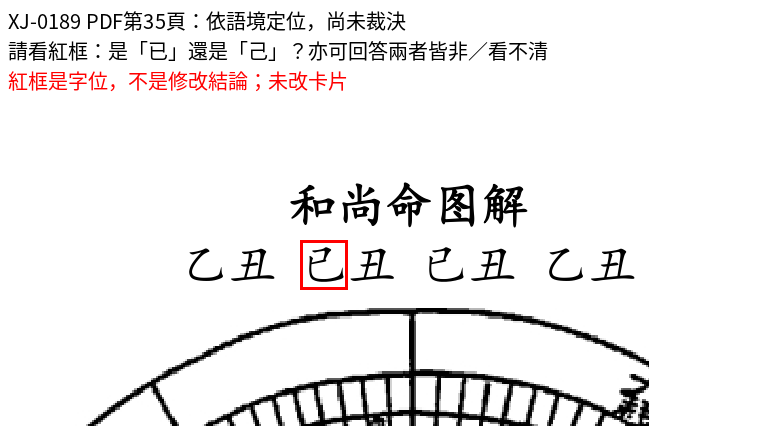 XJ-0189 PDF第35頁：依語境定位，尚未裁決
請看紅框：是「已」還是「己」？亦可回答兩者皆非／看不清
紅框是字位，不是修改結論；未改卡片
和尚命图解
乙丑 已丑 已丑 乙丑